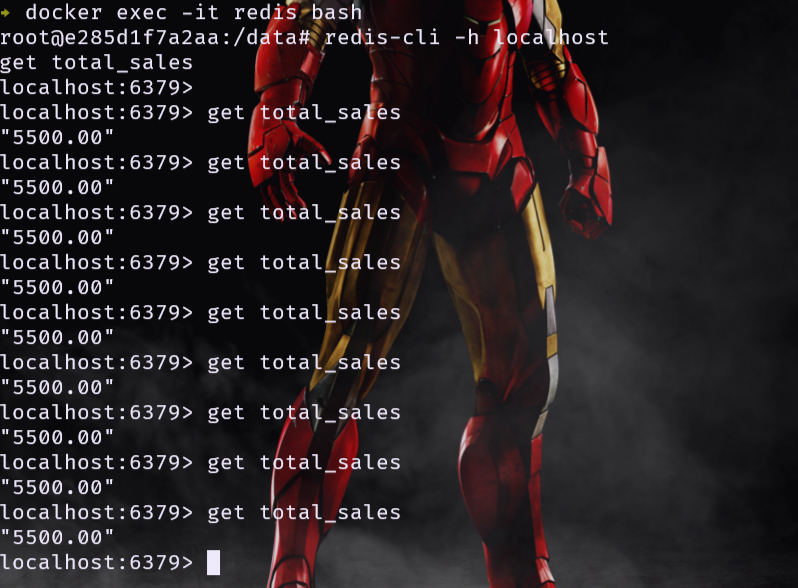 ➜ docker exec -it redis bash
root@e285d1f7a2aa:/data# redis-cli -h localhost
get total_sales
localhost:6379>
localhost:6379> get total_sales
"5500.00"
localhost:6379> get total_sales
"5500.00"
localhost:6379> get total_sales
"5500.00"
localhost:6379> get total_sales
"5500.00"
localhost:6379> get total_sales
"5500.00"
localhost:6379> get total_sales
"5500.00"
localhost:6379> get total_sales
"5500.00"
localhost:6379> get total_sales
"5500.00"
localhost:6379> get total_sales
"5500.00"
localhost:6379>